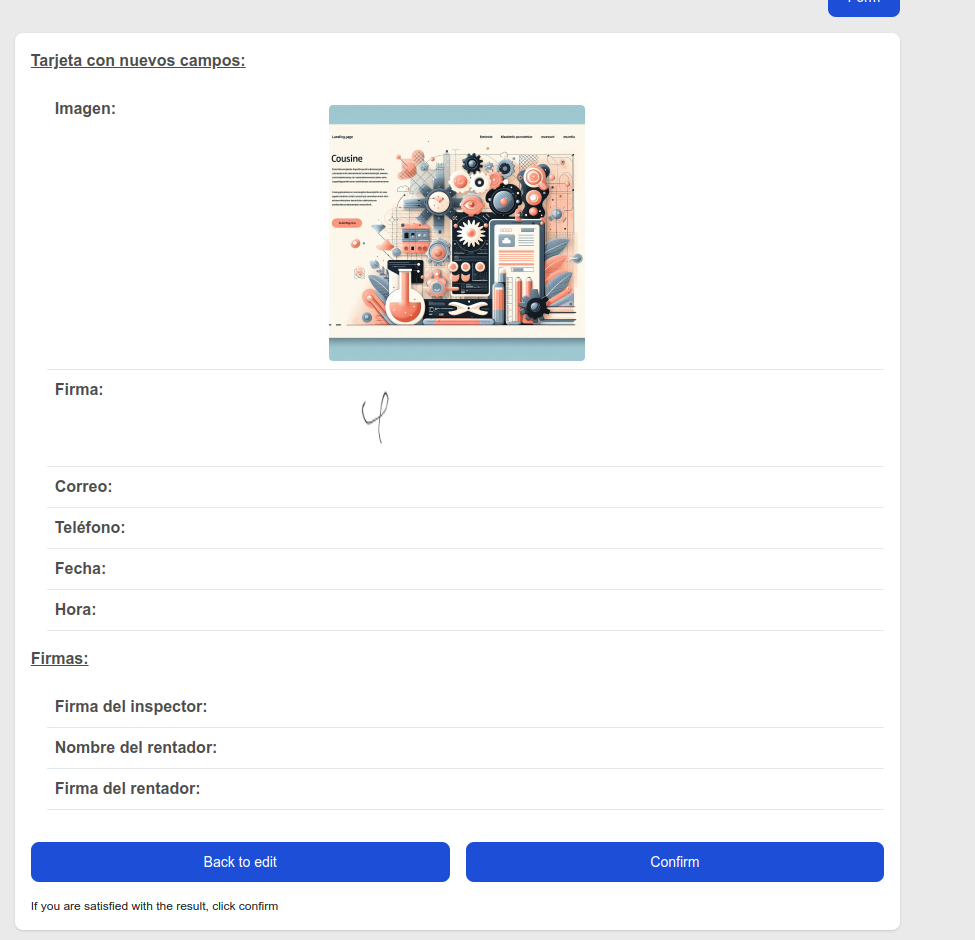 Form
Tarjeta con nuevos campos:
Imagen:
Landing page
Cousine
Firma:
Correo:
Teléfono:
Fecha:
Hora:
Firmas:
Firma del inspector:
Nombre del rentador:
Firma del rentador:
Back to edit
Confirm
If you are satisfied with the result, click confirm